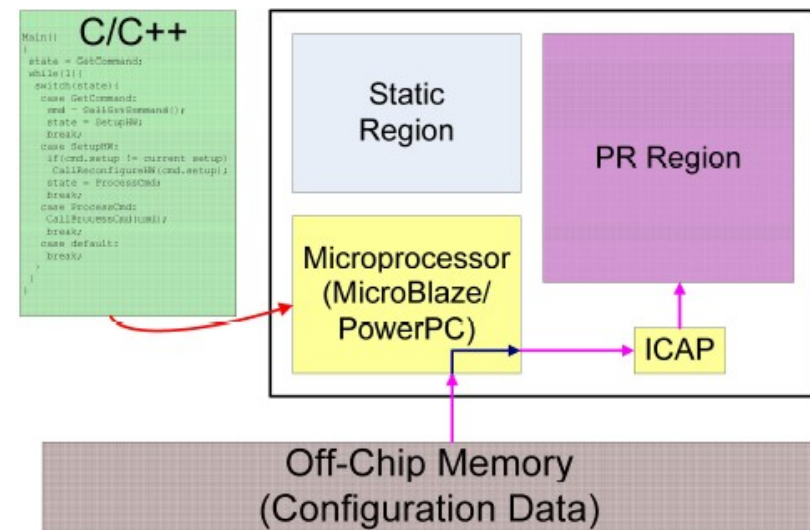 C/C++
Main()
{
state = GetCommand;
while(1){
switch(state){
case GetCommand:
cmd = CallGetCommand();
state = SetupHW;
break;
case SetupHW:
if(cmd.setup != current setup)
CallReconfigureHW(cmd.setup);
state = ProcessCmd;
break;
case ProcessCmd:
CallProcessCmd(cmd);
break;
case default:
break;
}
}
}
Static
Region
PR Region
Microprocessor
(MicroBlaze/
PowerPC)
ICAP
Off-Chip Memory
(Configuration Data)